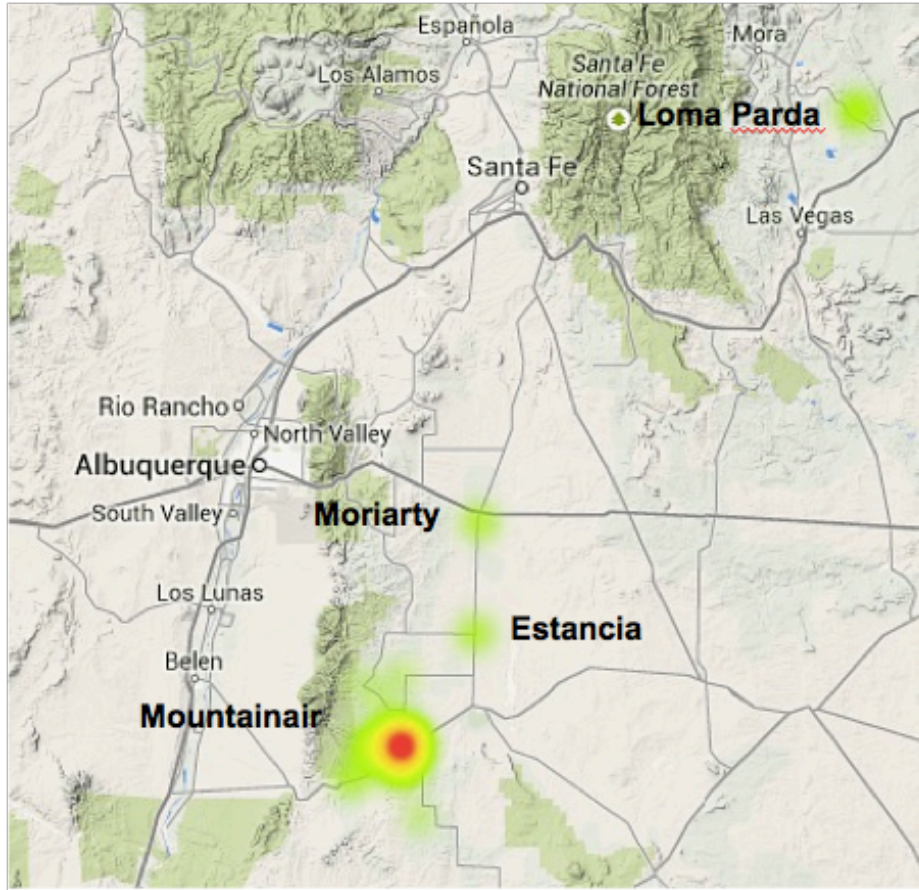 Española
Mora
Los Alamos
Santa Fe
National Forest
Loma Parda
Santa Fe
Las Vegas
Rio Rancho
North Valley
Albuquerque
South Valley
Moriarty
Los Lunas
Estancia
Belen
Mountainair